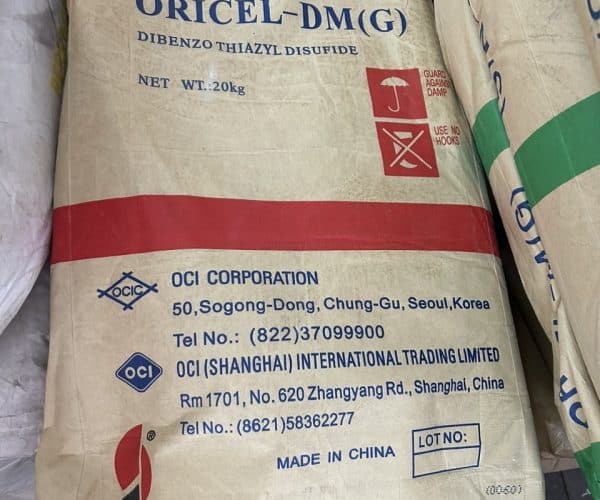 ORICEL-DM(G)
DIBENZO THIAZYL DISUFIDE
NET WT.:20kg
GUARD
AGAINST
DAMP
USE NO
HOOKS
OCIC
OCI CORPORATION
50,Sogong-Dong, Chung-Gu, Seoul,Korea
Tel No.: (822)37099900
OCI
OCI (SHANGHAI) INTERNATIONAL TRADING LIMITED
Rm 1701, No. 620 Zhangyang Rd., Shanghai, China
Tel No.: (8621)58362277
®
MADE IN CHINA
LOT NO:
(0060)
M(G)